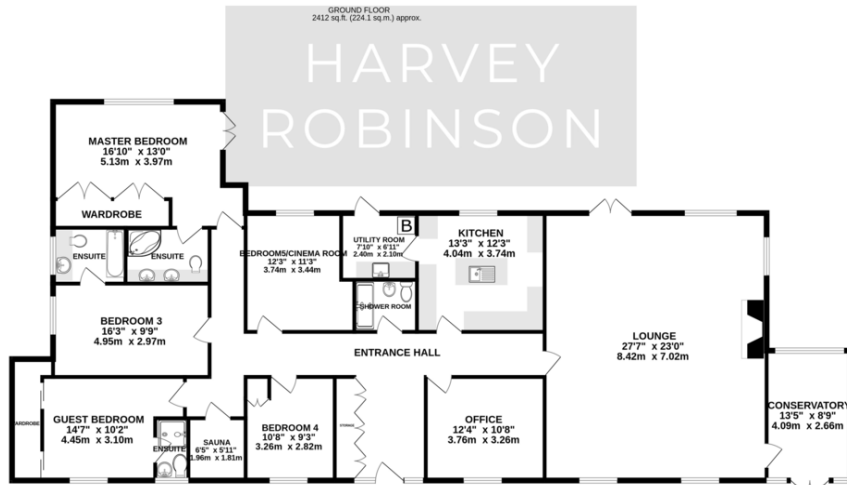 GROUND FLOOR
2412 sq.ft. (224.1 sq.m.) approx.
HARVEY
ROBINSON
MASTER BEDROOM
16'10" x 13'0"
5.13m x 3.97m
WARDROBE
ENSUITE
ENSUITE
BEDROOM5/CINEMA ROOM
12'3" x 11'3"
3.74m x 3.44m
UTILITY ROOM
7'10" x 6'11"
2.40m x 2.10m
B
KITCHEN
13'3" x 12'3"
4.04m x 3.74m
SHOWER ROOM
BEDROOM 3
16'3" x 9'9"
4.95m x 2.97m
ENTRANCE HALL
LOUNGE
27'7" x 23'0"
8.42m x 7.02m
CONSERVATORY
13'5" x 8'9"
4.09m x 2.66m
WARDROBE
GUEST BEDROOM
14'7" x 10'2"
4.45m x 3.10m
ENSUITE
SAUNA
6'5" x 5'11"
1.96m x 1.81m
BEDROOM 4
10'8" x 9'3"
3.26m x 2.82m
STORAGE
OFFICE
12'4" x 10'8"
3.76m x 3.26m